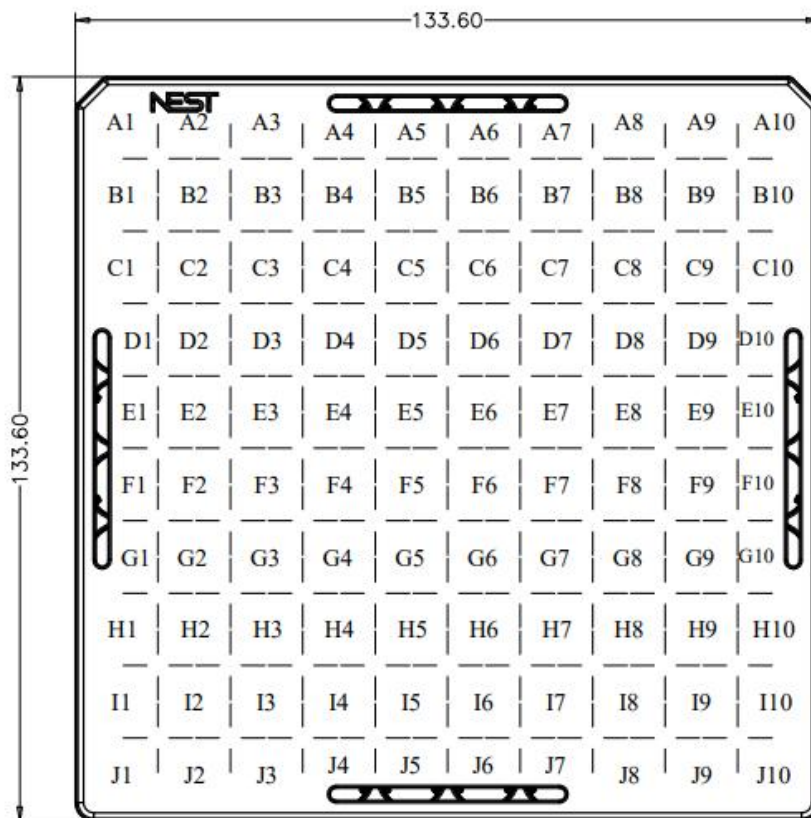 133.60
133.60
NEST
A1 A2 A3 A4 A5 A6 A7 A8 A9 A10
B1 B2 B3 B4 B5 B6 B7 B8 B9 B10
C1 C2 C3 C4 C5 C6 C7 C8 C9 C10
D1 D2 D3 D4 D5 D6 D7 D8 D9 D10
E1 E2 E3 E4 E5 E6 E7 E8 E9 E10
F1 F2 F3 F4 F5 F6 F7 F8 F9 F10
G1 G2 G3 G4 G5 G6 G7 G8 G9 G10
H1 H2 H3 H4 H5 H6 H7 H8 H9 H10
I1 I2 I3 I4 I5 I6 I7 I8 I9 I10
J1 J2 J3 J4 J5 J6 J7 J8 J9 J10